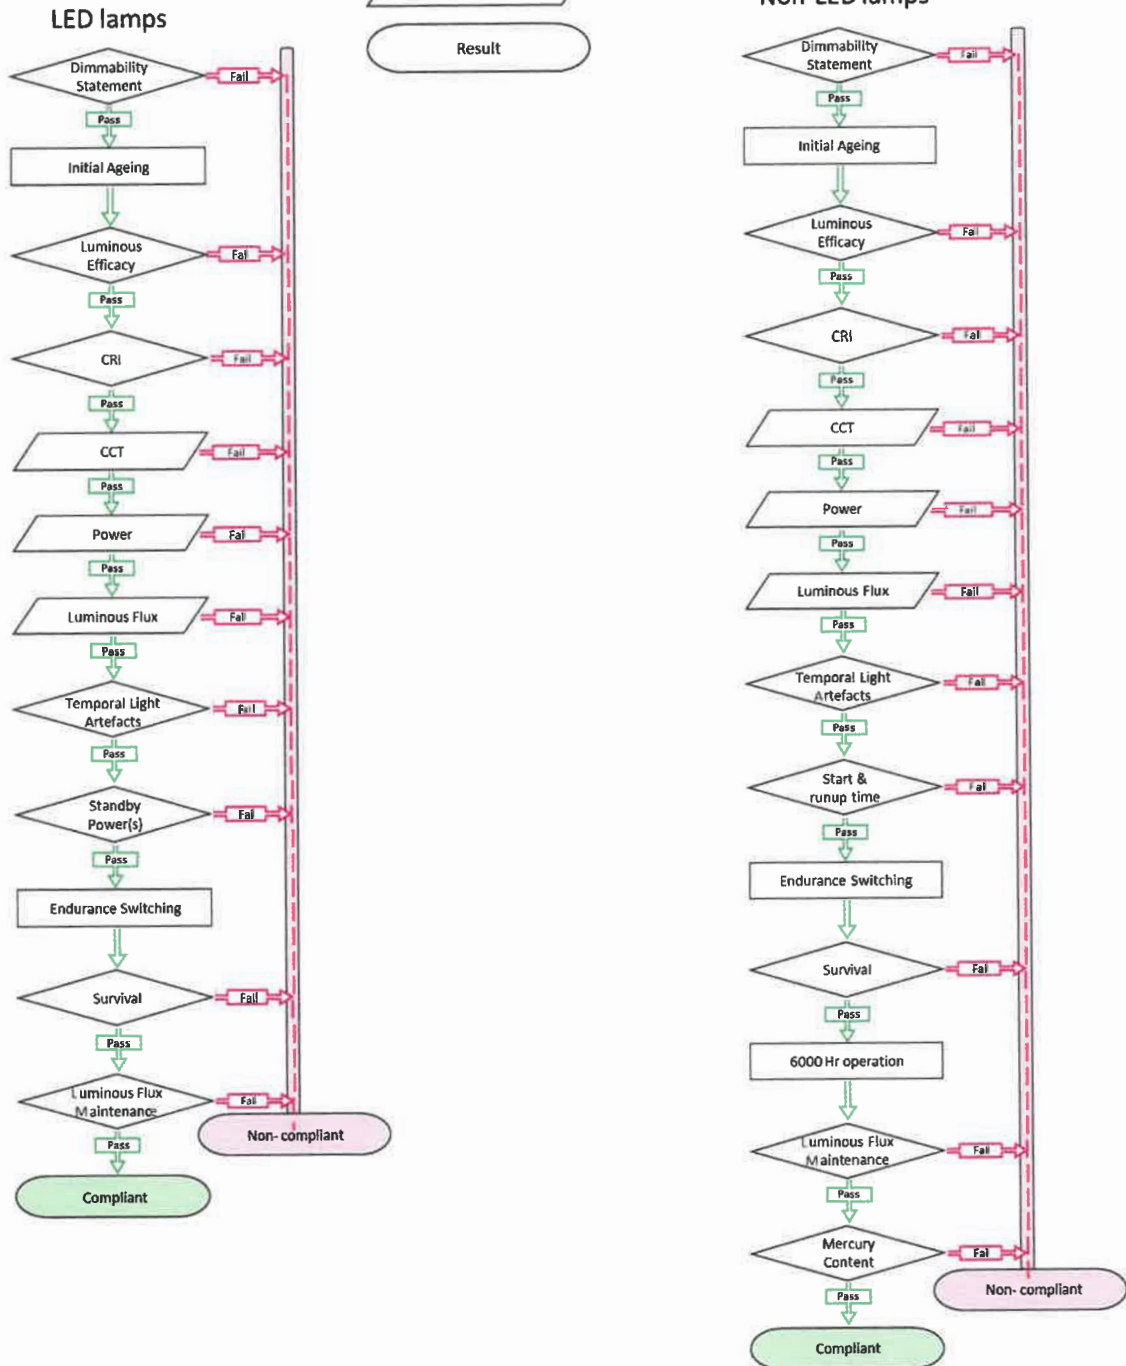 LED lamps
Result
Dimmability
Statement
Fail
Pass
Initial Ageing
Luminous
Efficacy
Fail
Pass
CRI
Fail
Pass
CCT
Fail
Pass
Power
Fail
Pass
Luminous Flux
Fail
Pass
Temporal Light
Artefacts
Fail
Pass
Standby
Power(s)
Fail
Pass
Endurance Switching
Survival
Fail
Pass
Luminous Flux
Maintenance
Fail
Non- compliant
Pass
Compliant
Non-LED lamps
Dimmability
Statement
Fail
Pass
Initial Ageing
Luminous
Efficacy
Fail
Pass
CRI
Fail
Pass
CCT
Fail
Pass
Power
Fail
Pass
Luminous Flux
Fail
Pass
Temporal Light
Artefacts
Fail
Pass
Start &
runup time
Fail
Pass
Endurance Switching
Survival
Fail
Pass
6000 Hr operation
Luminous Flux
Maintenance
Fail
Pass
Mercury
Content
Fail
Non- compliant
Pass
Compliant